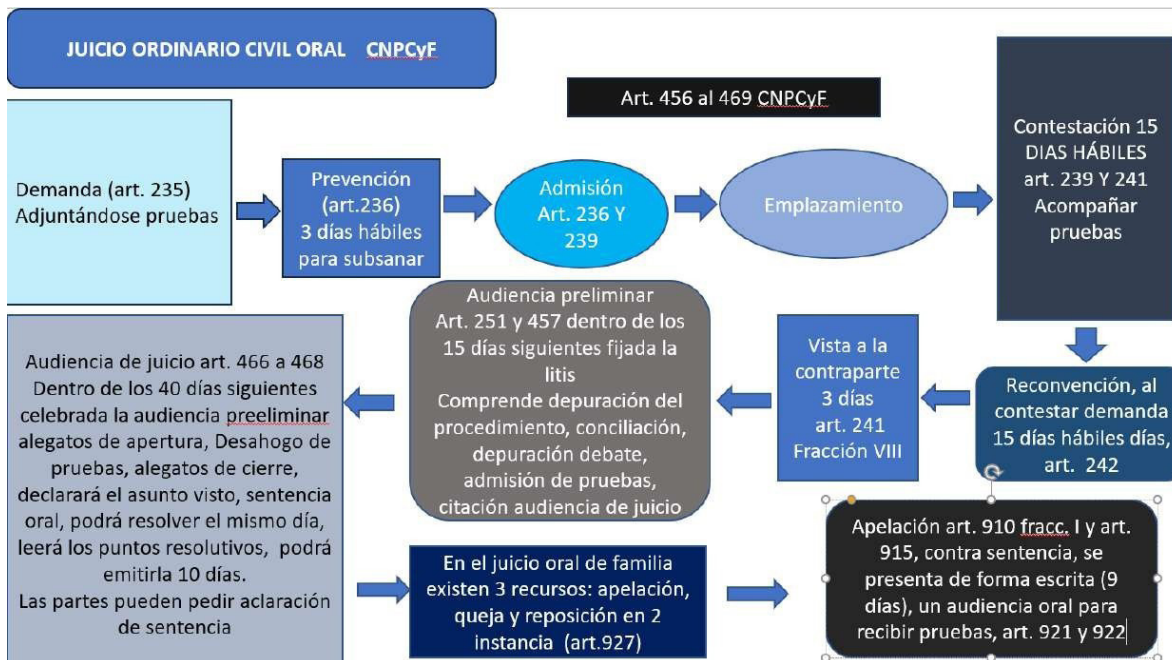 JUICIO ORDINARIO CIVIL ORAL CNPCyF
Art. 456 al 469 CNPCyF
Demanda (art. 235)
Adjuntándose pruebas
Prevención
(art.236)
3 días hábiles
para subsanar
Admisión
Art. 236 Y
239
Emplazamiento
Contestación 15
DIAS HÁBILES
art. 239 Y 241
Acompañar
pruebas
Reconvención, al
contestar demanda
15 días hábiles días,
art. 242
Vista a la
contraparte
3 días
art. 241
Fracción VIII
Audiencia preliminar
Art. 251 y 457 dentro de los
15 días siguientes fijada la
litis
Comprende depuración del
procedimiento, conciliación,
depuración debate,
admisión de pruebas,
citación audiencia de juicio
Audiencia de juicio art. 466 a 468
Dentro de los 40 días siguientes
celebrada la audiencia preeliminar
alegatos de apertura, Desahogo de
pruebas, alegatos de cierre,
declarará el asunto visto, sentencia
oral, podrá resolver el mismo día,
leerá los puntos resolutivos, podrá
emitirla 10 días.
Las partes pueden pedir aclaración
de sentencia
En el juicio oral de familia
existen 3 recursos: apelación,
queja y reposición en 2
instancia (art.927)
Apelación art. 910 fracc. I y art.
915, contra sentencia, se
presenta de forma escrita (9
días), un audiencia oral para
recibir pruebas, art. 921 y 922